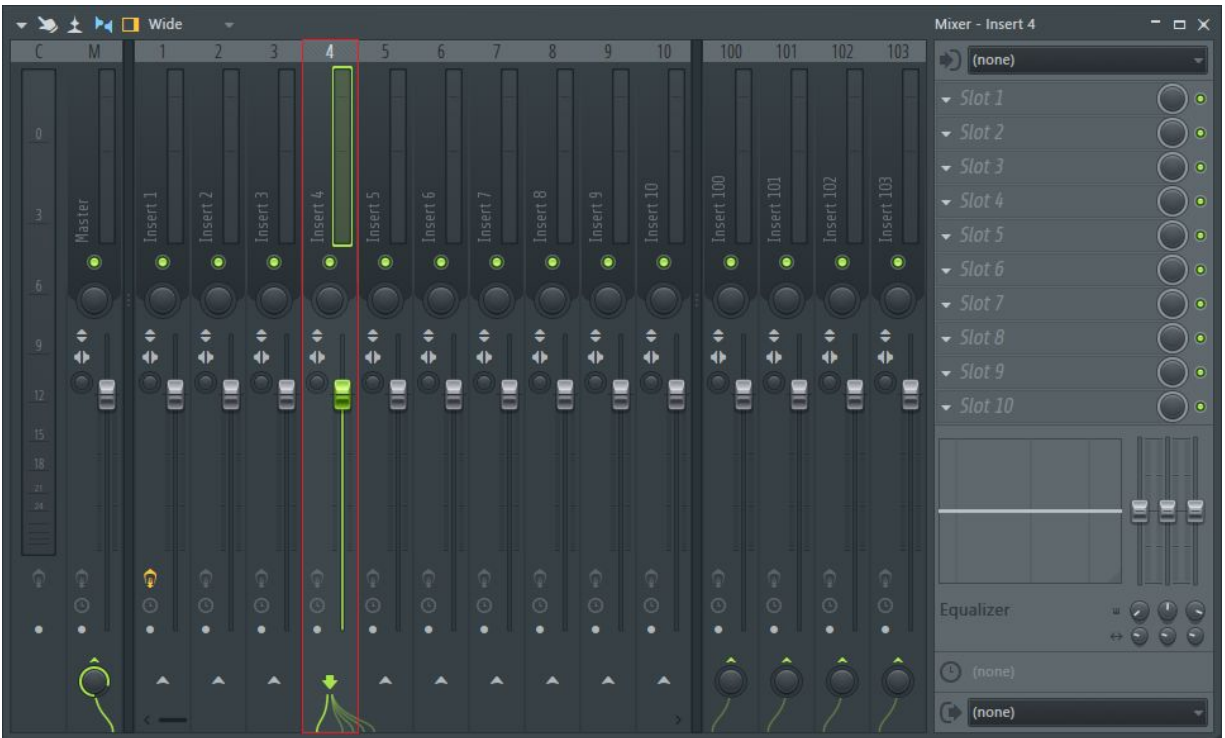 Wide
Mixer - Insert 4
C M 1 2 3 4 5 6 7 8 9 10 100 101 102 103
(none)
Slot 1
Slot 2
Slot 3
Slot 4
Slot 5
Slot 6
Slot 7
Slot 8
Slot 9
Slot 10
0
3
6
9
12
15
18
21
24
Master
Insert 1
Insert 2
Insert 3
Insert 4
Insert 5
Insert 6
Insert 7
Insert 8
Insert 9
Insert 10
Insert 100
Insert 101
Insert 102
Insert 103
Equalizer
(none)
(none)